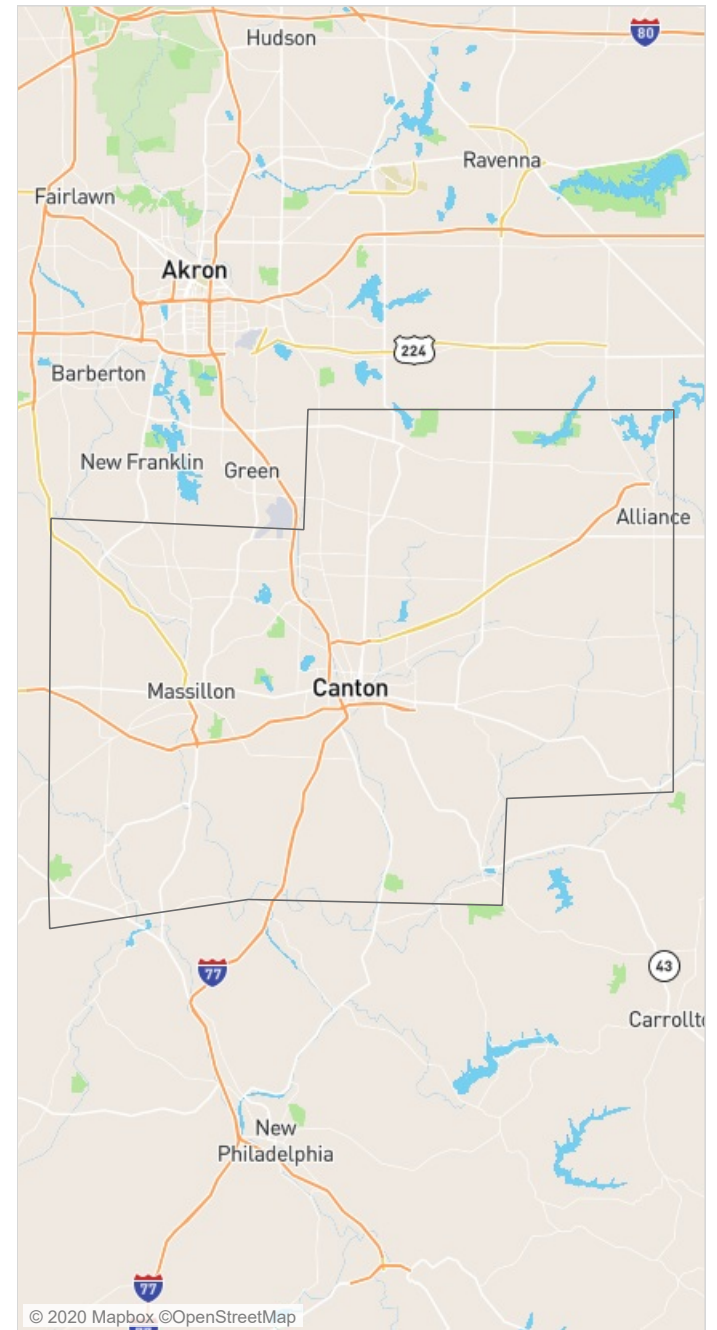 Hudson
80
Ravenna
Fairlawn
Akron
224
Barberton
New Franklin
Green
Alliance
Massillon
Canton
77
43
Carrollto
New
Philadelphia
77
© 2020 Mapbox ©OpenStreetMap